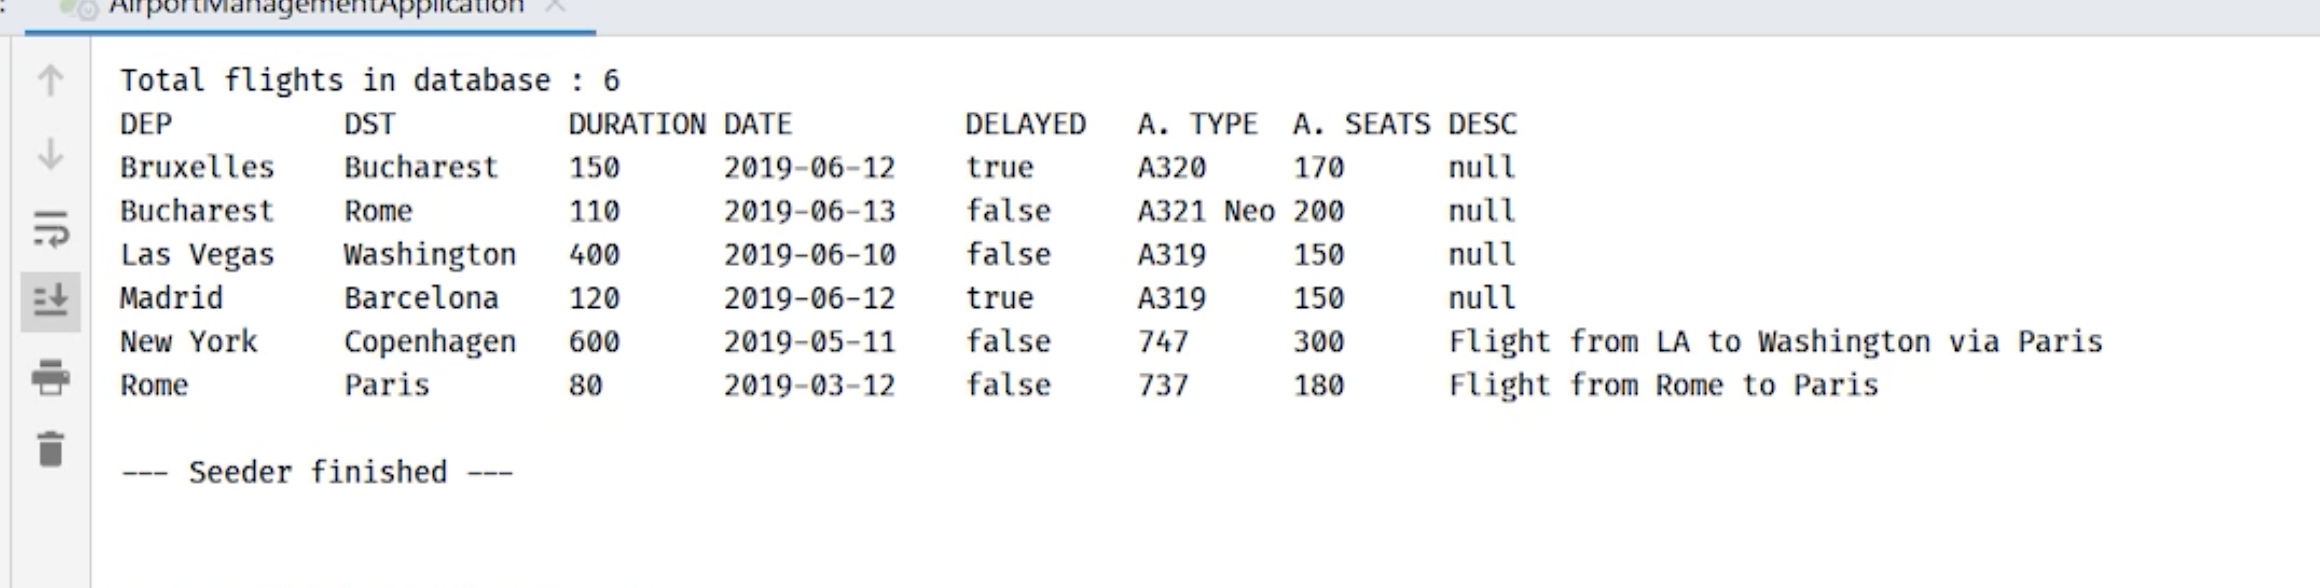 AirportManagementApplication
Total flights in database : 6
DEP DST DURATION DATE DELAYED A. TYPE A. SEATS DESC
Bruxelles Bucharest 150 2019-06-12 true A320 170 null
Bucharest Rome 110 2019-06-13 false A321 Neo 200 null
Las Vegas Washington 400 2019-06-10 false A319 150 null
Madrid Barcelona 120 2019-06-12 true A319 150 null
New York Copenhagen 600 2019-05-11 false 747 300 Flight from LA to Washington via Paris
Rome Paris 80 2019-03-12 false 737 180 Flight from Rome to Paris
--- Seeder finished ---